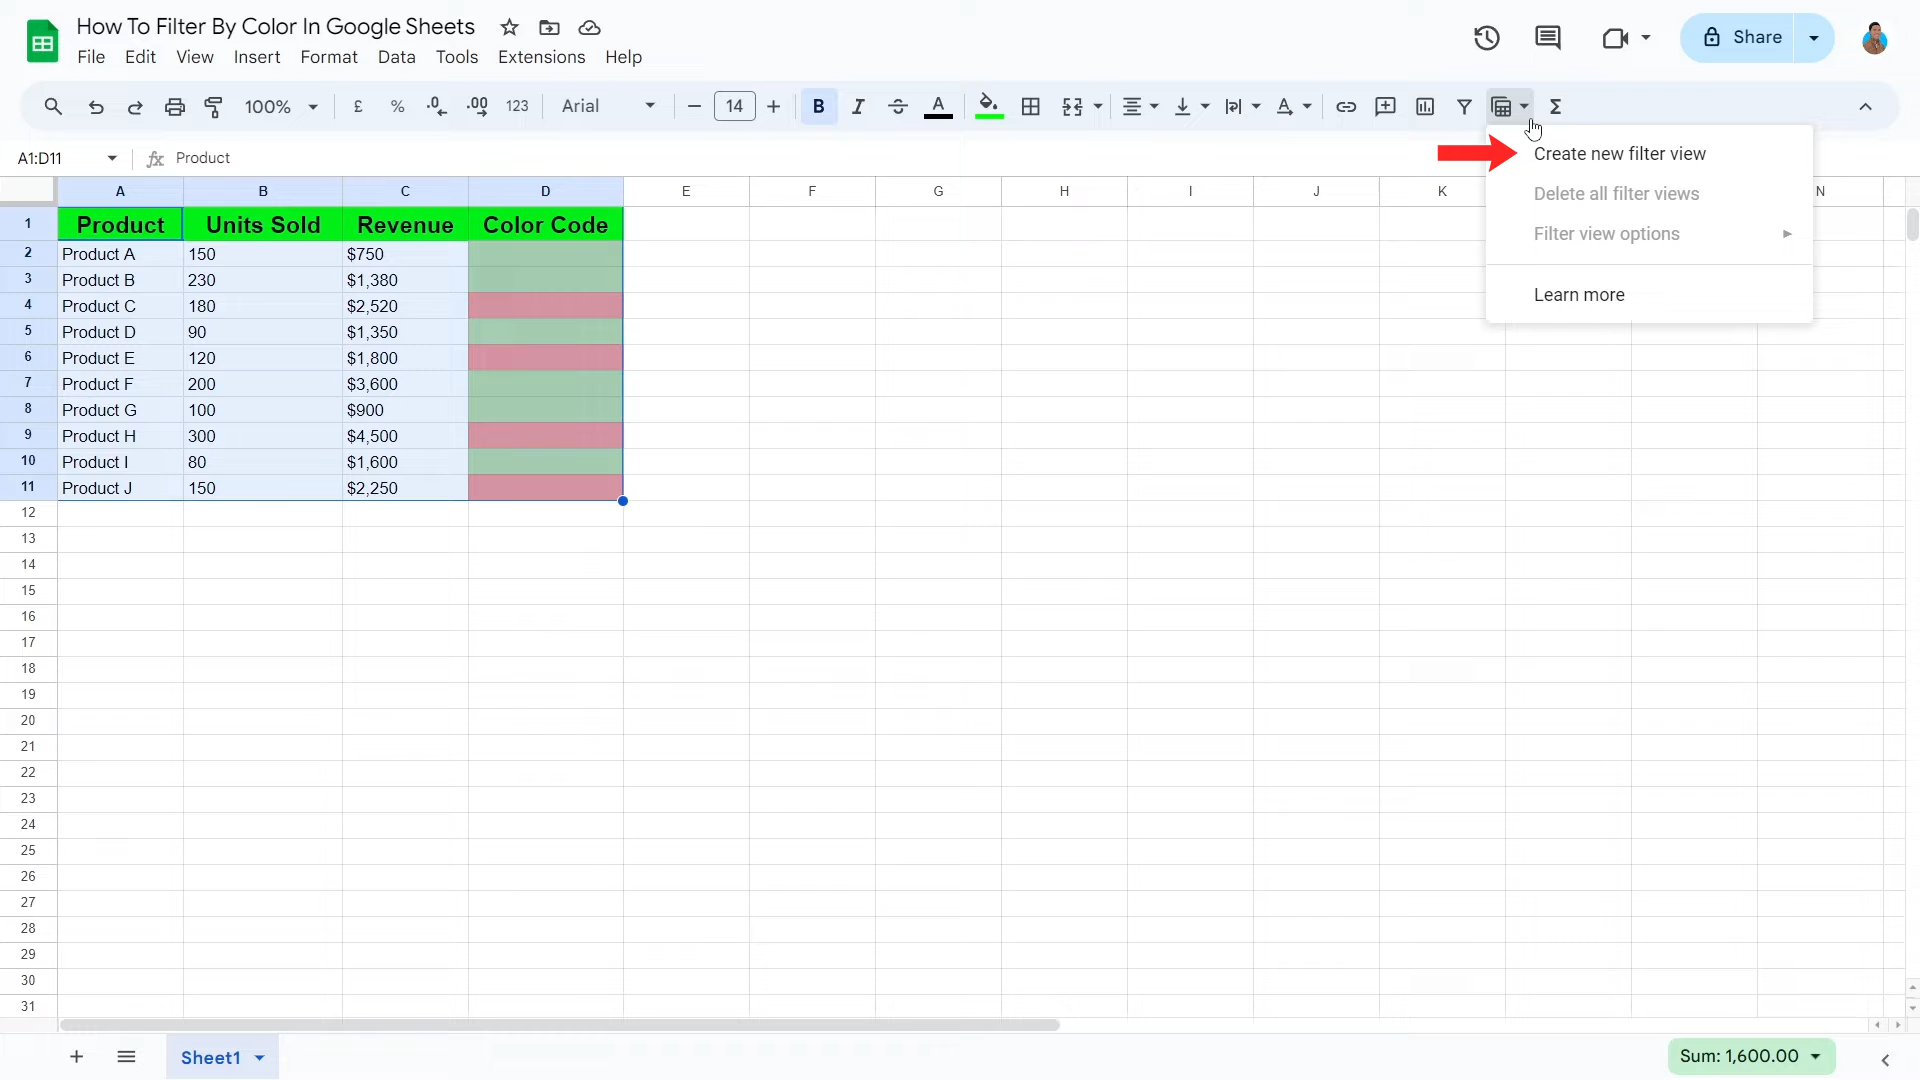 How To Filter By Color In Google Sheets
File Edit View Insert Format Data Tools Extensions Help
Share
100% £ % .0 .00 123 Arial 14 B I A A Σ
A1:D11 fx Product
Create new filter view
Delete all filter views
Filter view options
Learn more
A B C D E F G H I J K N
1 Product Units Sold Revenue Color Code
2 Product A 150 $750
3 Product B 230 $1,380
4 Product C 180 $2,520
5 Product D 90 $1,350
6 Product E 120 $1,800
7 Product F 200 $3,600
8 Product G 100 $900
9 Product H 300 $4,500
10 Product I 80 $1,600
11 Product J 150 $2,250
12
13
14
15
16
17
18
19
20
21
22
23
24
25
26
27
28
29
30
31
Sheet1 Sum: 1,600.00